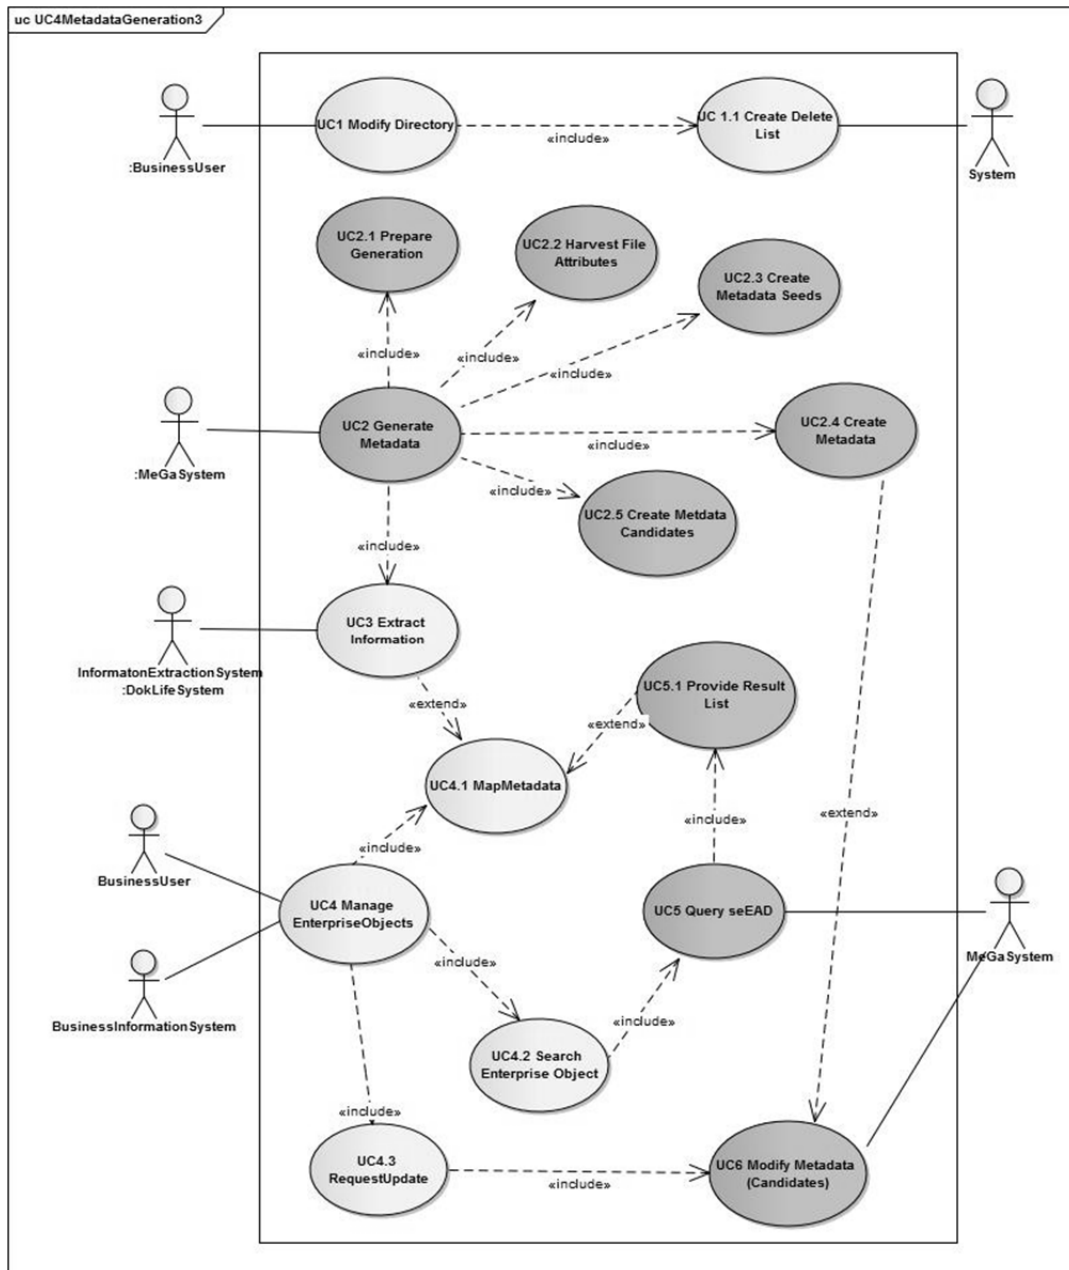 uc UC4MetadataGeneration3
UC1 Modify Directory
«include»
UC 1.1 Create Delete
List
:BusinessUser
System
UC2.1 Prepare
Generation
UC2.2 Harvest File
Attributes
UC2.3 Create
Metadata Seeds
«include»
«include»
«include»
UC2 Generate
Metadata
«include»
UC2.4 Create
Metadata
:MeGaSystem
«include»
UC2.5 Create Metdata
Candidates
«include»
UC3 Extract
Information
InformatonExtractionSystem
:DokLifeSystem
«extend»
UC5.1 Provide Result
List
«extend»
UC4.1 MapMetadata
«include»
«include»
«extend»
BusinessUser
UC4 Manage
EnterpriseObjects
UC5 Query seEAD
MeGaSystem
«include»
BusinessInformationSystem
«include»
UC4.2 Search
Enterprise Object
«include»
UC4.3
RequestUpdate
«include»
UC6 Modify Metadata
(Candidates)